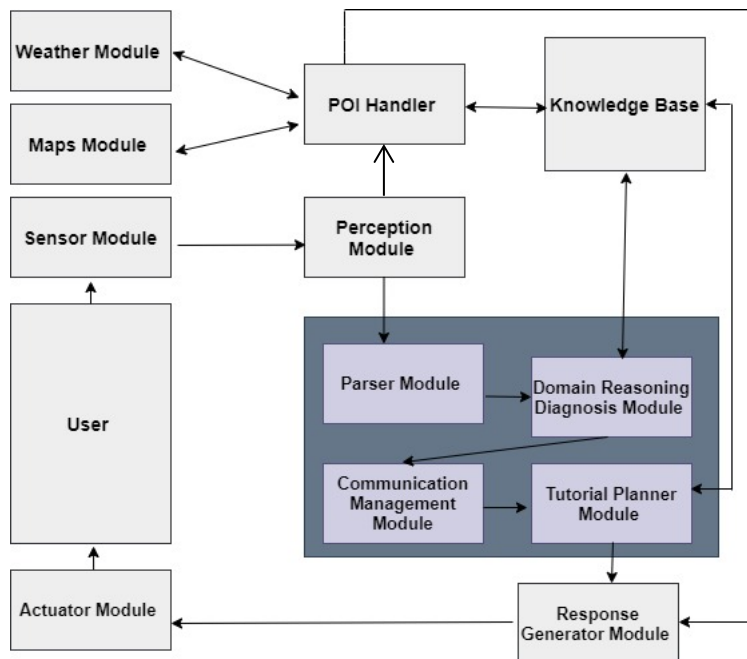 Weather Module
POI Handler
Knowledge Base
Maps Module
Sensor Module
Perception
Module
Parser Module
Domain Reasoning
Diagnosis Module
User
Communication
Management
Module
Tutorial Planner
Module
Actuator Module
Response
Generator Module